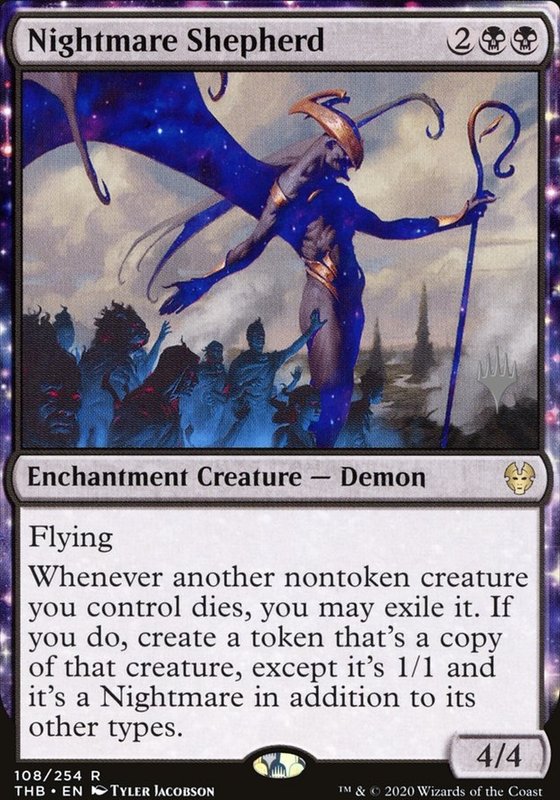 Nightmare Shepherd 2
Enchantment Creature — Demon
Flying
Whenever another nontoken creature
you control dies, you may exile it. If
you do, create a token that's a copy
of that creature, except it's 1/1 and
it's a Nightmare in addition to its
other types.
4/4
108/254 R
THB • EN Tyler Jacobson
™ & © 2020 Wizards of the Coast